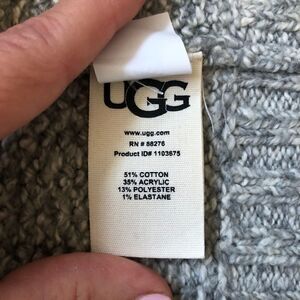 UGG
www.ugg.com
RN # 88276
Product ID# 1103675
51% COTTON
35% ACRYLIC
13% POLYESTER
1% ELASTANE